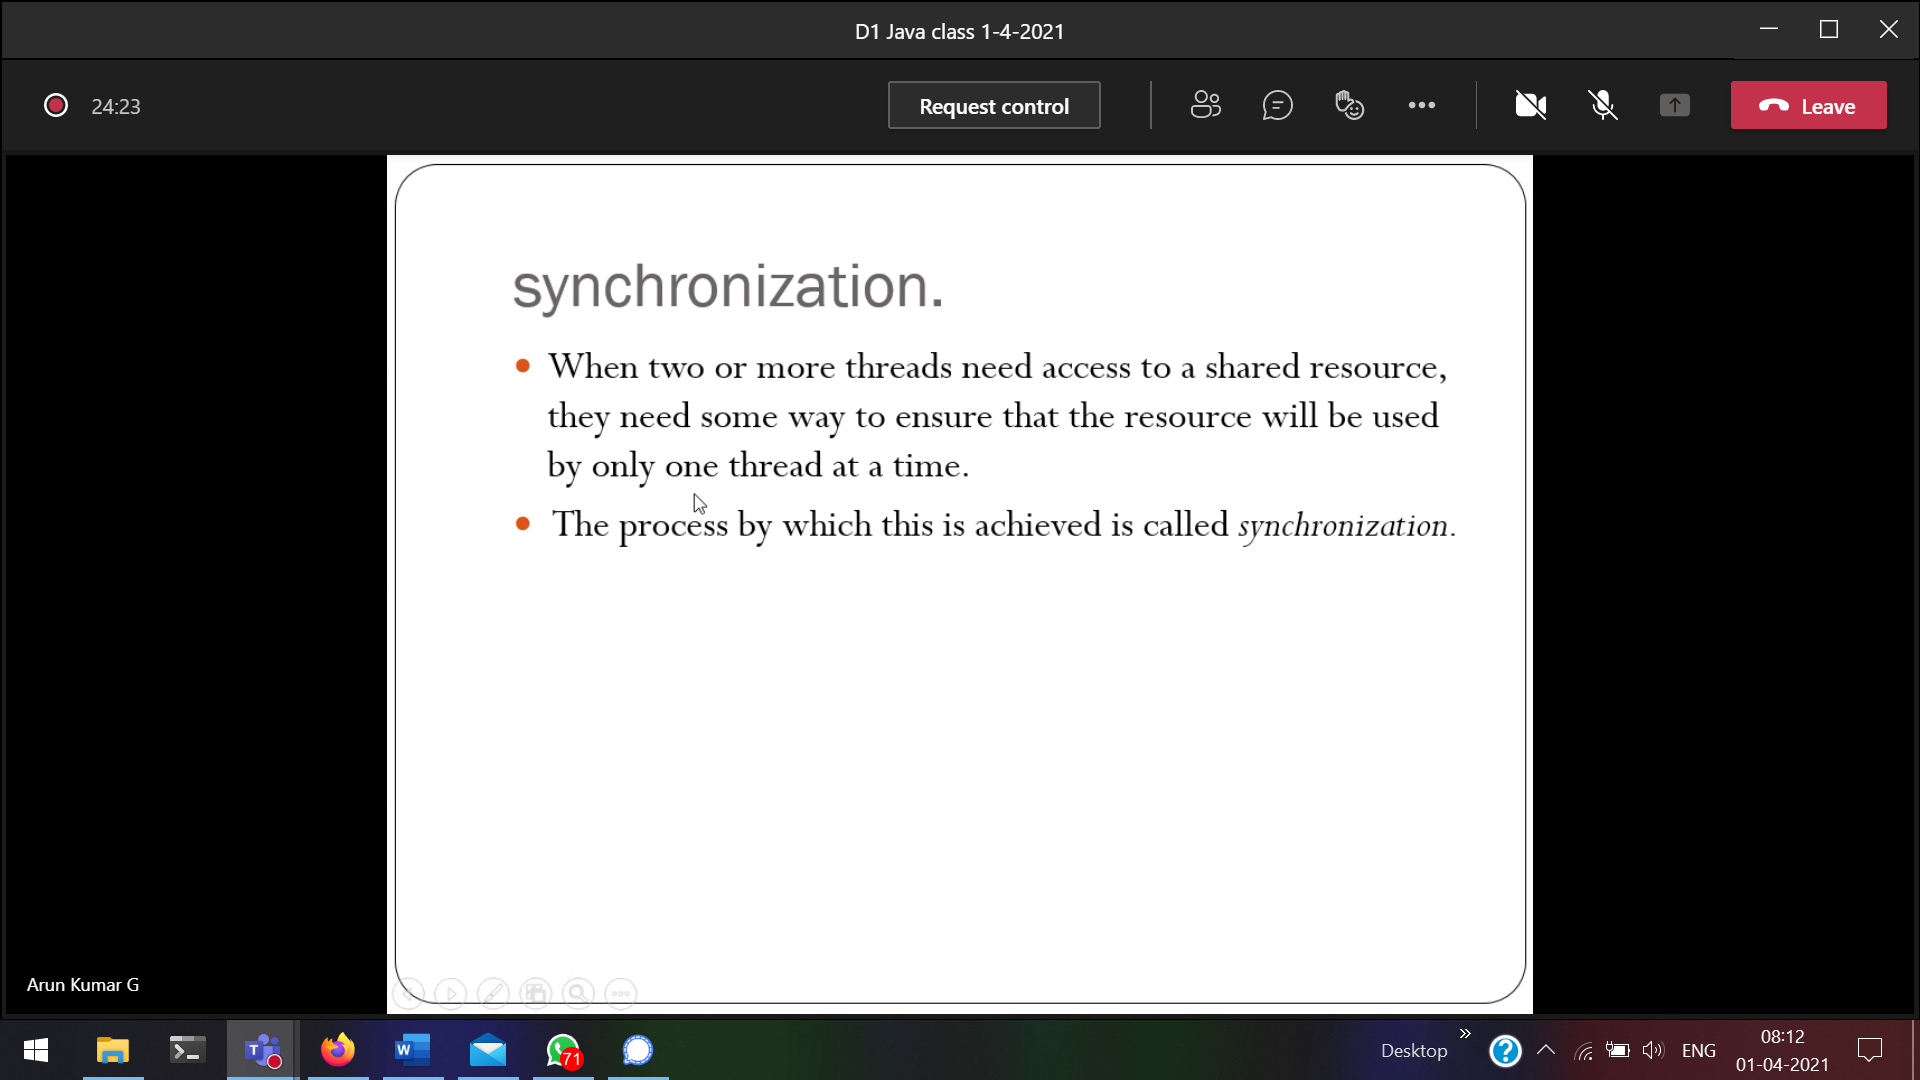 D1 Java class 1-4-2021
24:23
Request control
Leave
synchronization.
• When two or more threads need access to a shared resource,
they need some way to ensure that the resource will be used
by only one thread at a time.
• The process by which this is achieved is called synchronization.
Arun Kumar G
T
W
71
Desktop
»
?
ENG
08:12
01-04-2021